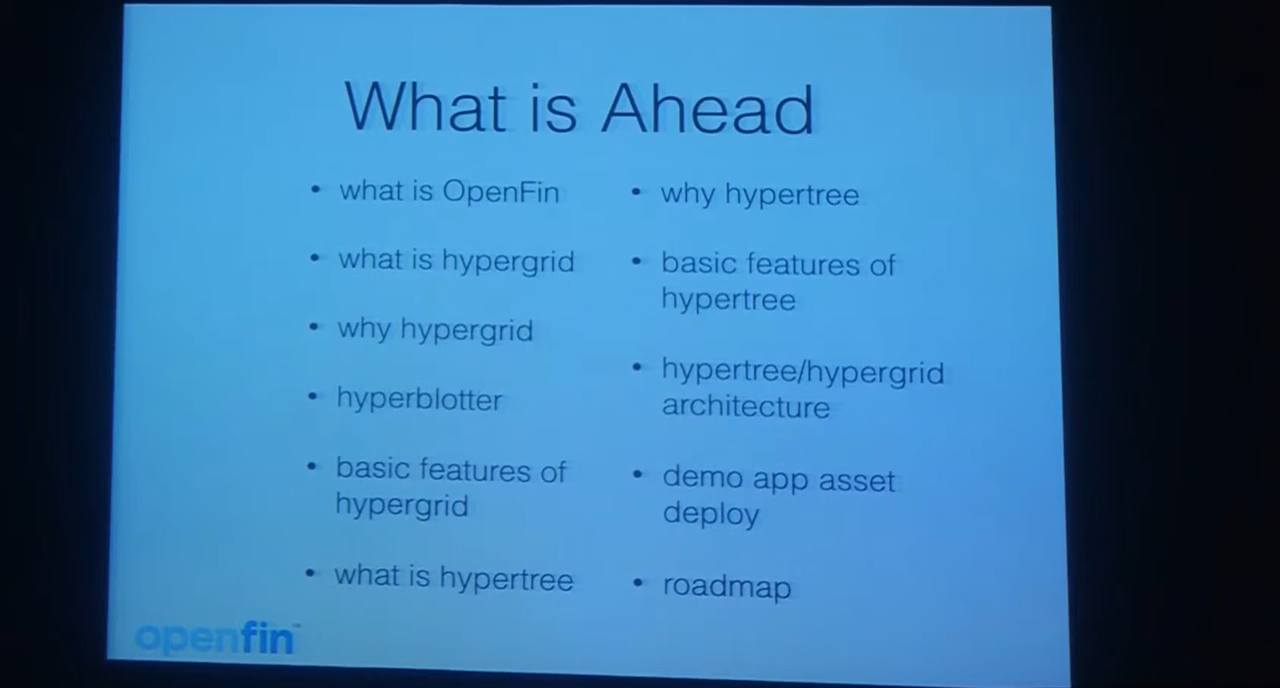 What is Ahead
• what is OpenFin
• what is hypergrid
• why hypergrid
• hyperblotter
• basic features of
hypergrid
• what is hypertree
• why hypertree
• basic features of
hypertree
• hypertree/hypergrid
architecture
• demo app asset
deploy
• roadmap
openfin™